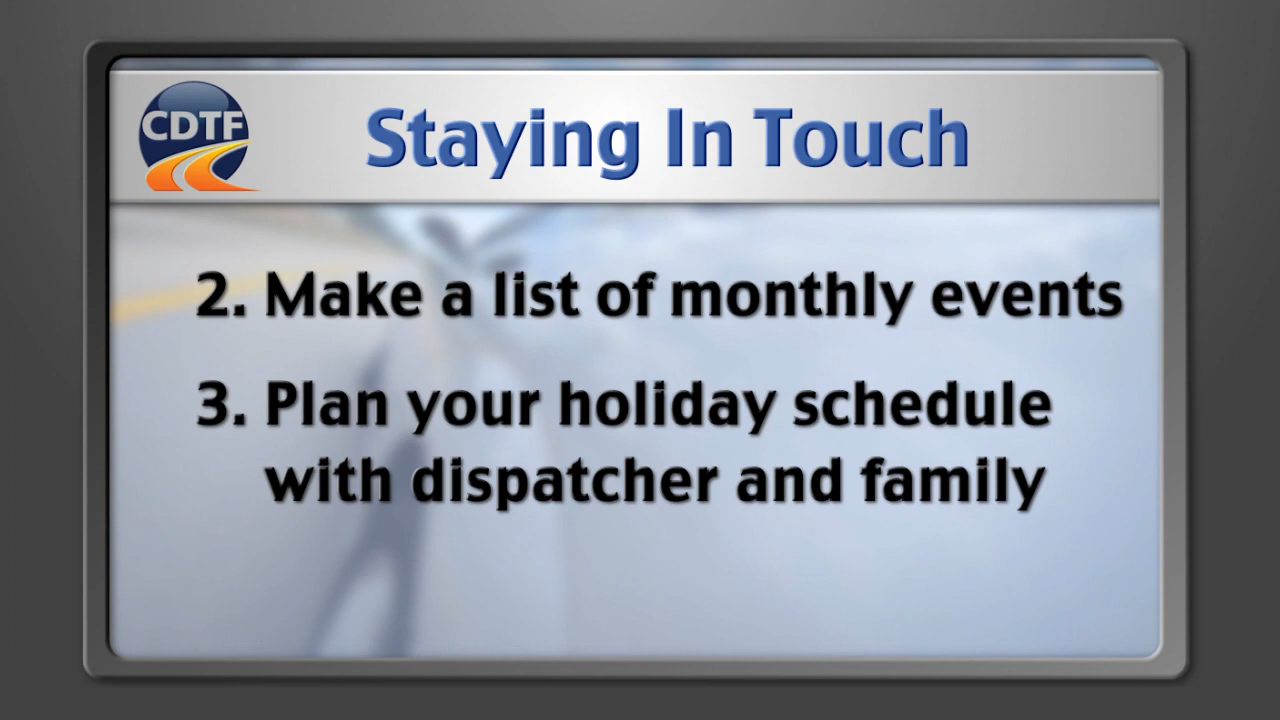 CDTF
Staying In Touch
2. Make a list of monthly events
3. Plan your holiday schedule
with dispatcher and family